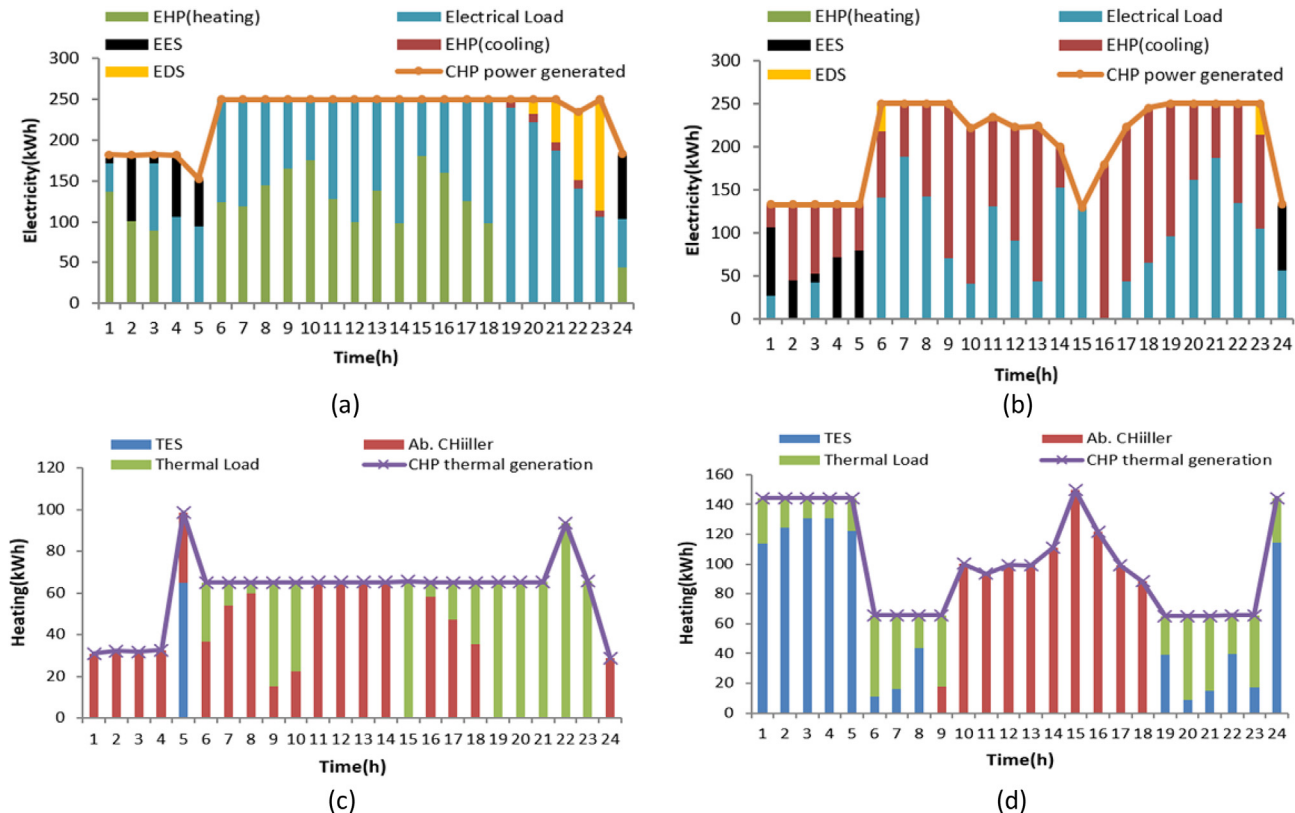 EHP(heating) Electrical Load
EES EHP(cooling)
EDS CHP power generated
300
250
200
150
100
50
0
Electricity(kWh)
1 2 3 4 5 6 7 8 9 10 11 12 13 14 15 16 17 18 19 20 21 22 23 24
Time(h)
(a)
EHP(heating) Electrical Load
EES EHP(cooling)
EDS CHP power generated
300
250
200
150
100
50
0
Electricity(kWh)
1 2 3 4 5 6 7 8 9 10 11 12 13 14 15 16 17 18 19 20 21 22 23 24
Time(h)
(b)
TES Ab. CHiiller
Thermal Load CHP thermal generation
120
100
80
60
40
20
0
Heating(kWh)
1 2 3 4 5 6 7 8 9 10 11 12 13 14 15 16 17 18 19 20 21 22 23 24
Time(h)
(c)
TES Ab. CHiiller
Thermal Load CHP thermal generation
160
140
120
100
80
60
40
20
0
Heating(kWh)
1 2 3 4 5 6 7 8 9 10 11 12 13 14 15 16 17 18 19 20 21 22 23 24
Time(h)
(d)